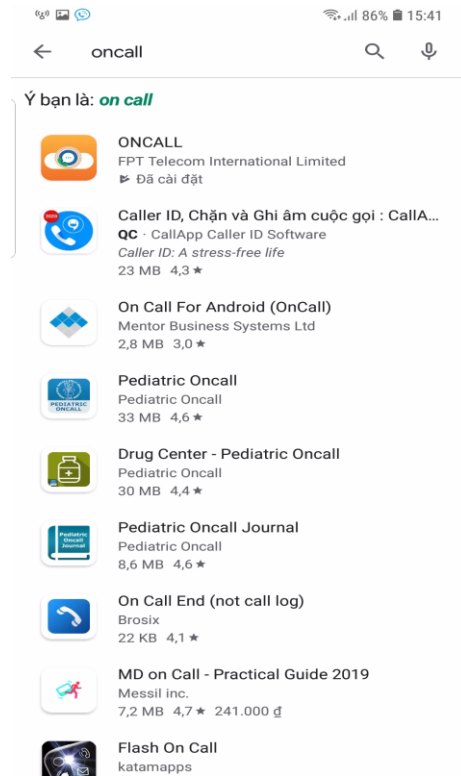 86% 15:41
oncall
Ý bạn là: on call
ONCALL
FPT Telecom International Limited
Đã cài đặt
Caller ID, Chặn và Ghi âm cuộc gọi : CallA...
QC · CallApp Caller ID Software
Caller ID: A stress-free life
23 MB 4,3 ★
On Call For Android (OnCall)
Mentor Business Systems Ltd
2,8 MB 3,0 ★
PEDIATRIC
ONCALL
Pediatric Oncall
Pediatric Oncall
33 MB 4,6 ★
Drug Center - Pediatric Oncall
Pediatric Oncall
30 MB 4,4 ★
Pediatric
Oncall
Journal
Pediatric Oncall Journal
Pediatric Oncall
8,6 MB 4,6 ★
On Call End (not call log)
Brosix
22 KB 4,1 ★
MD on Call - Practical Guide 2019
Messil inc.
7,2 MB 4,7 ★ 241.000 ₫
Flash On Call
katamapps